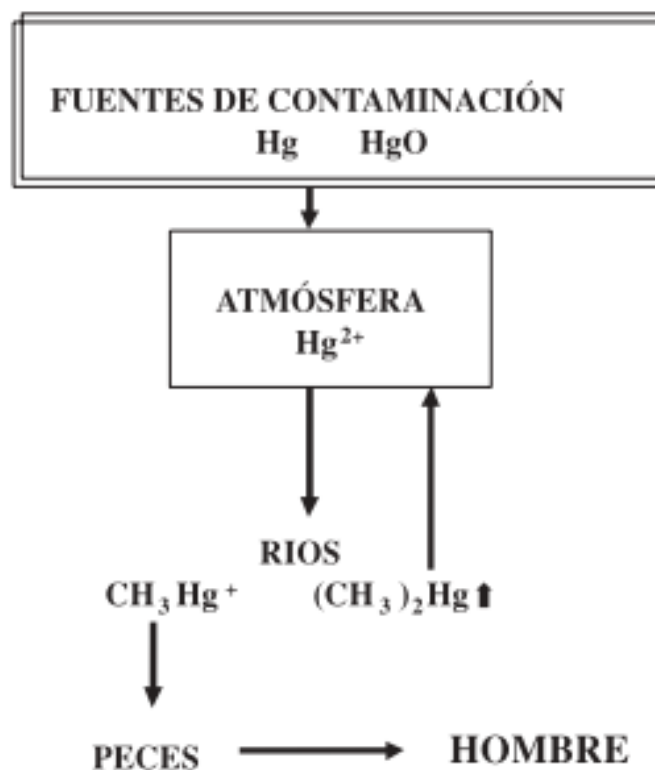 FUENTES DE CONTAMINACIÓN
Hg HgO
ATMÓSFERA
Hg²⁺
RIOS
CH₃Hg⁺ (CH₃)₂Hg⬆
PECES HOMBRE